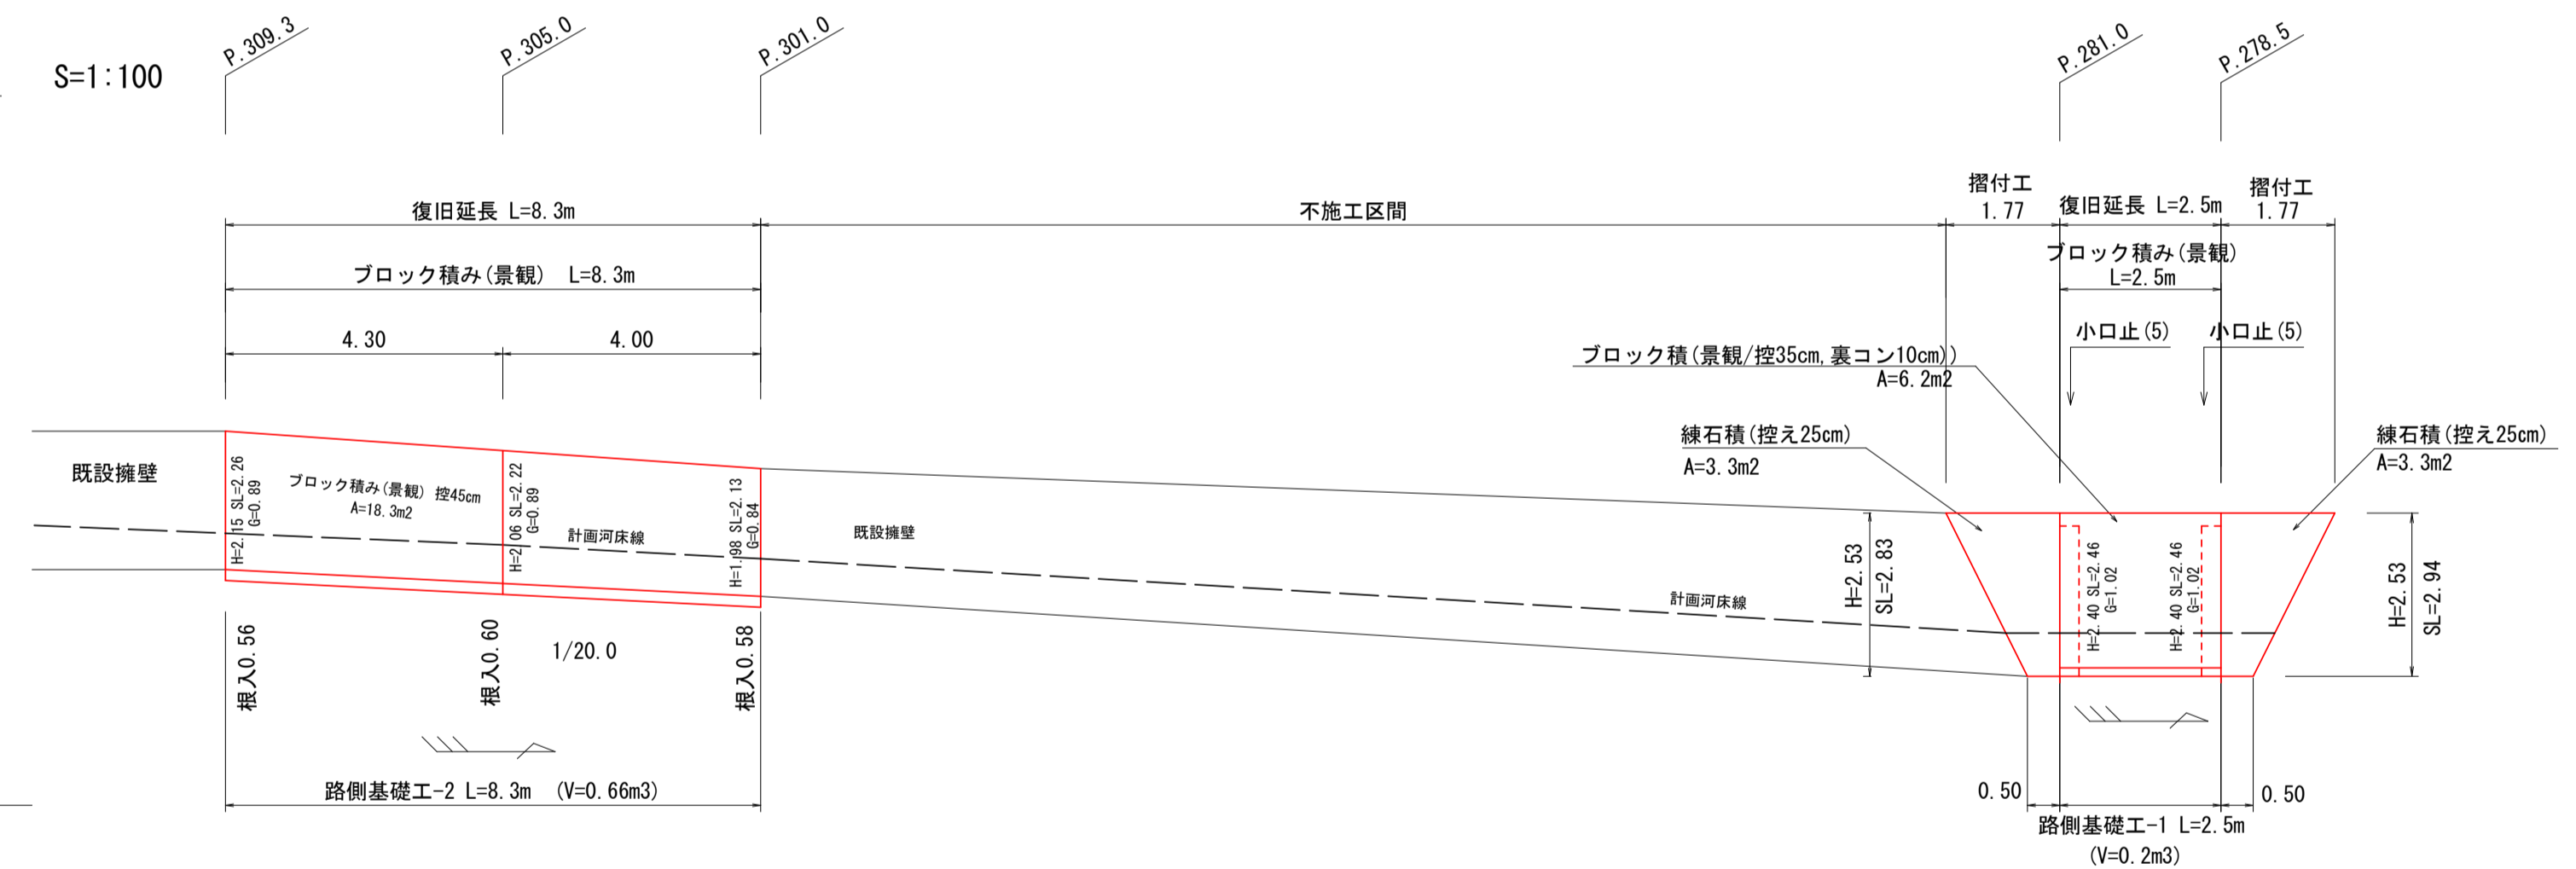 S=1:100
P.309.3
P.305.0
P.301.0
P.281.0
P.278.5
復旧延長 L=8.3m
不施工区間
摺付工
1.77
復旧延長 L=2.5m
摺付工
1.77
ブロック積み(景観) L=8.3m
ブロック積み(景観)
L=2.5m
4.30
4.00
小口止(5)
小口止(5)
ブロック積(景観/控35cm,裏コン10cm))
A=6.2m2
練石積(控え25cm)
A=3.3m2
練石積(控え25cm)
A=3.3m2
既設擁壁
H=2.15 SL=2.26
G=0.89
ブロック積み(景観) 控45cm
A=18.3m2
H=2.06 SL=2.22
G=0.89
計画河床線
H=1.98 SL=2.13
G=0.84
既設擁壁
計画河床線
H=2.53
SL=2.83
H=2.40 SL=2.46
G=1.02
H=2.40 SL=2.46
G=1.02
H=2.53
SL=2.94
根入0.56
根入0.60
1/20.0
根入0.58
路側基礎工-2 L=8.3m (V=0.66m3)
0.50
0.50
路側基礎工-1 L=2.5m
(V=0.2m3)